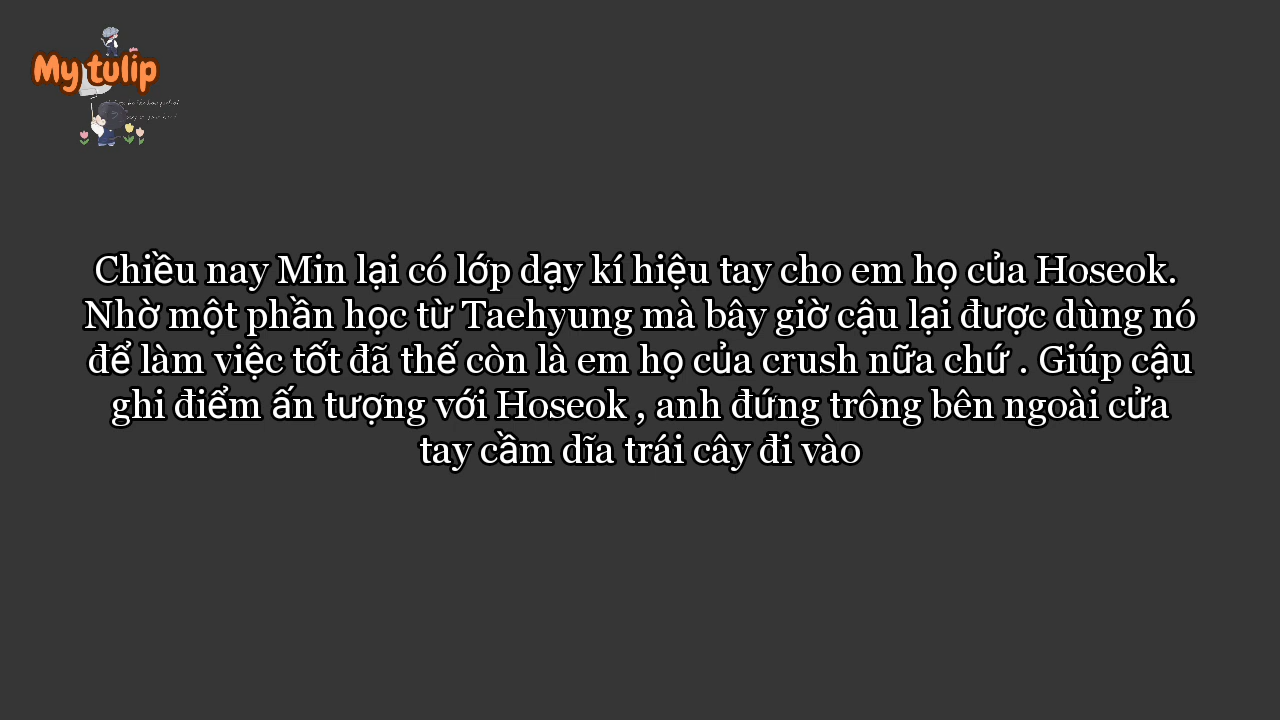 My tulip
Chiều nay Min lại có lớp dạy kí hiệu tay cho em họ của Hoseok.
Nhờ một phần học từ Taehyung mà bây giờ cậu lại được dùng nó
để làm việc tốt đã thế còn là em họ của crush nữa chứ . Giúp cậu
ghi điểm ấn tượng với Hoseok , anh đứng trông bên ngoài cửa
tay cầm dĩa trái cây đi vào